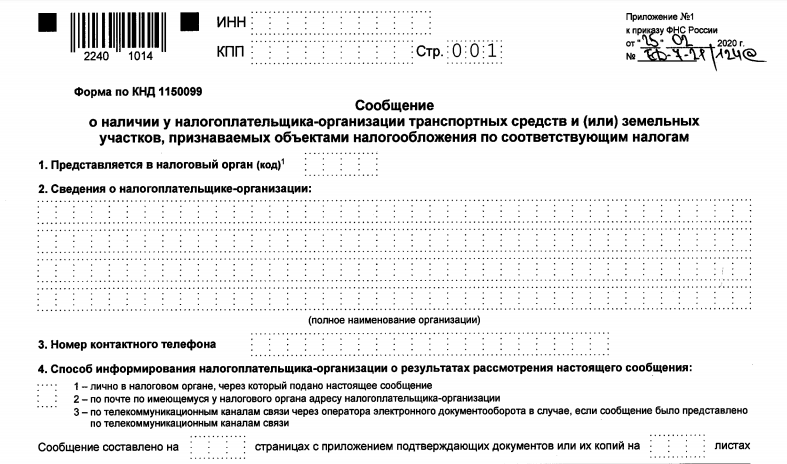 2240 1014
ИНН
КПП
Стр. 001
Приложение №1
к приказу ФНС России
от "25" 02 2020 г.
№ ЕД-7-21/124@
Форма по КНД 1150099
Сообщение
о наличии у налогоплательщика-организации транспортных средств и (или) земельных
участков, признаваемых объектами налогообложения по соответствующим налогам
1. Представляется в налоговый орган (код)¹
2. Сведения о налогоплательщике-организации:
(полное наименование организации)
3. Номер контактного телефона
4. Способ информирования налогоплательщика-организации о результатах рассмотрения настоящего сообщения:
1 – лично в налоговом органе, через который подано настоящее сообщение
2 – по почте по имеющемуся у налогового органа адресу налогоплательщика-организации
3 – по телекоммуникационным каналам связи через оператора электронного документооборота в случае, если сообщение было представлено
по телекоммуникационным каналам связи
Сообщение составлено на страницах с приложением подтверждающих документов или их копий на листах